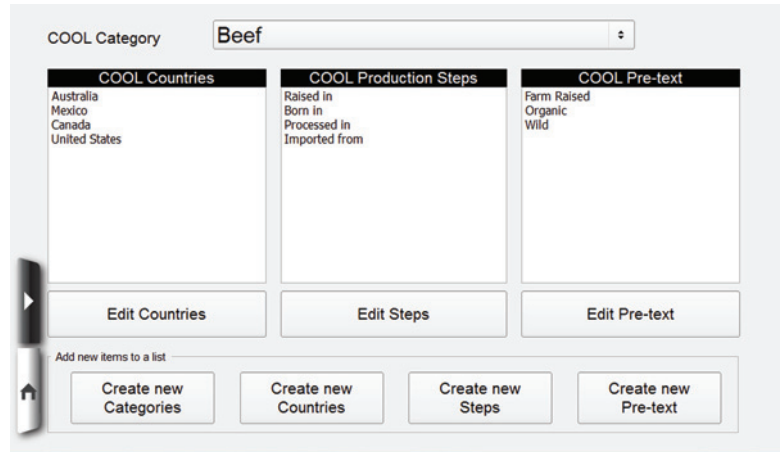 COOL Category
Beef
COOL Countries
Australia
Mexico
Canada
United States
COOL Production Steps
Raised in
Born in
Processed in
Imported from
COOL Pre-text
Farm Raised
Organic
Wild
Edit Countries
Edit Steps
Edit Pre-text
Add new items to a list
Create new
Categories
Create new
Countries
Create new
Steps
Create new
Pre-text